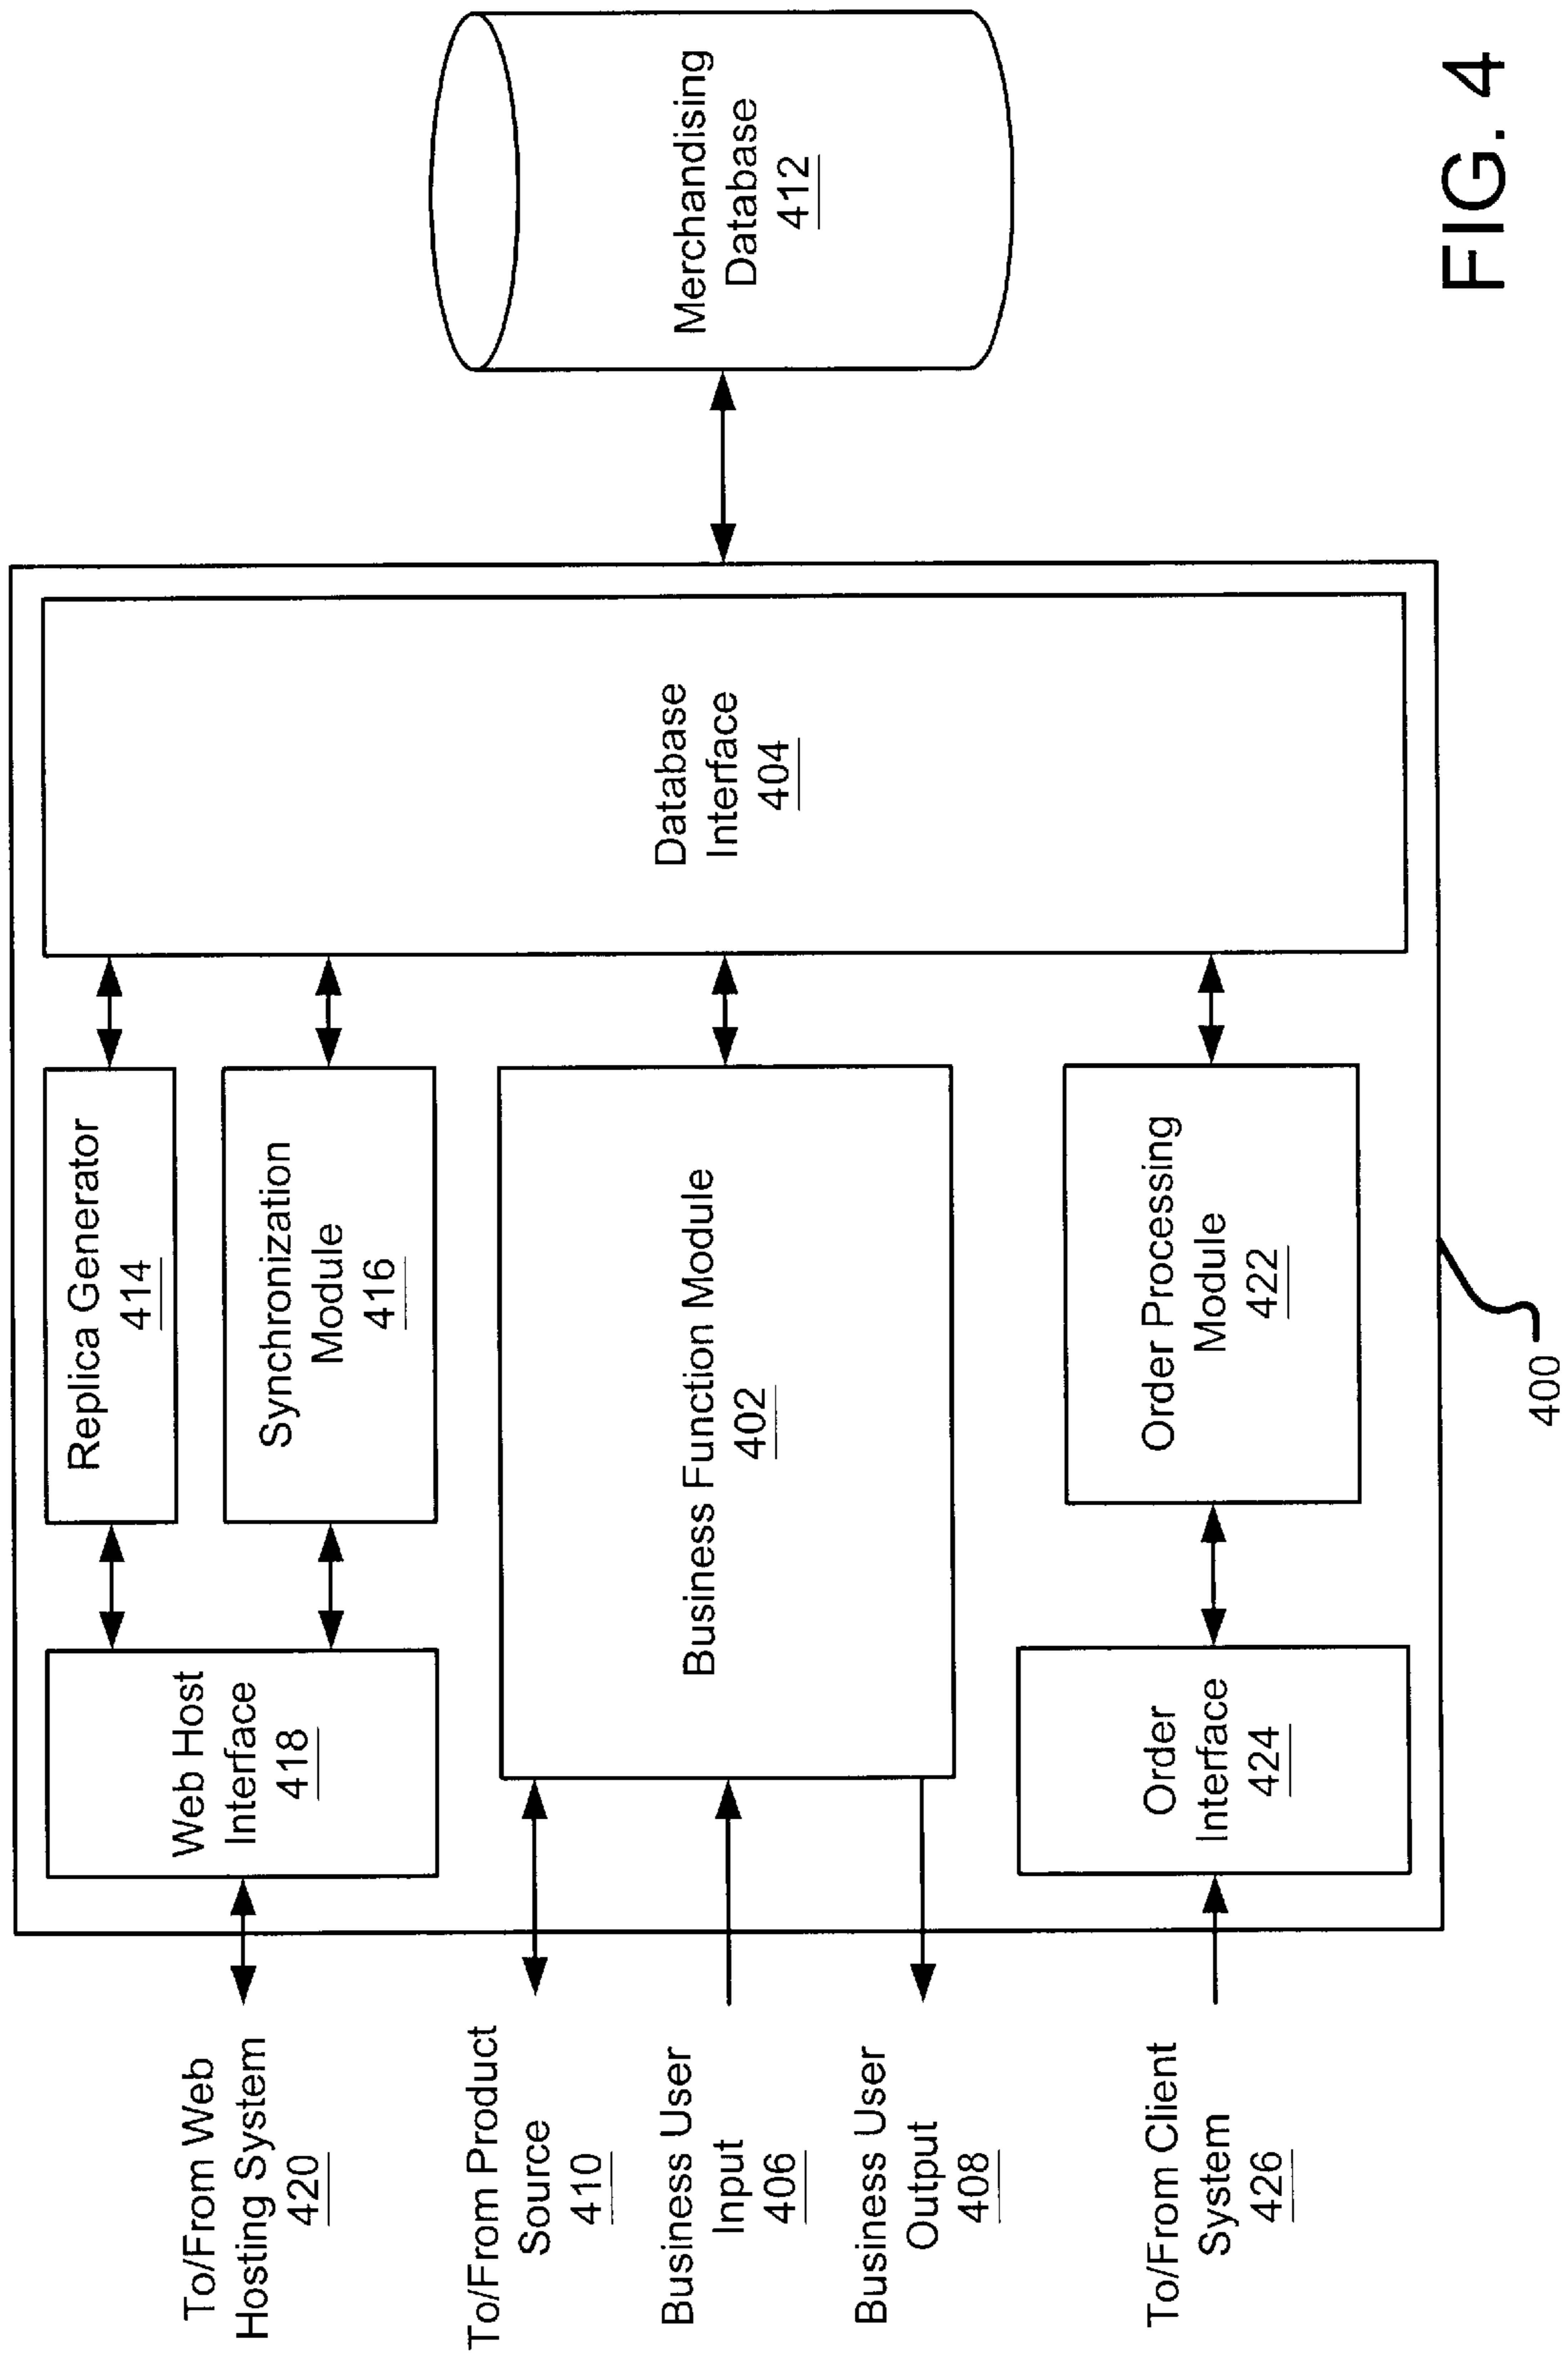 To/From Web
Hosting System
420
To/From Product
Source
410
Business User
Input
406
Business User
Output
408
To/From Client
System
426
Web Host
Interface
418
Replica Generator
414
Synchronization
Module
416
Business Function Module
402
Order
Interface
424
Order Processing
Module
422
Database
Interface
404
Merchandising
Database
412
400
FIG. 4